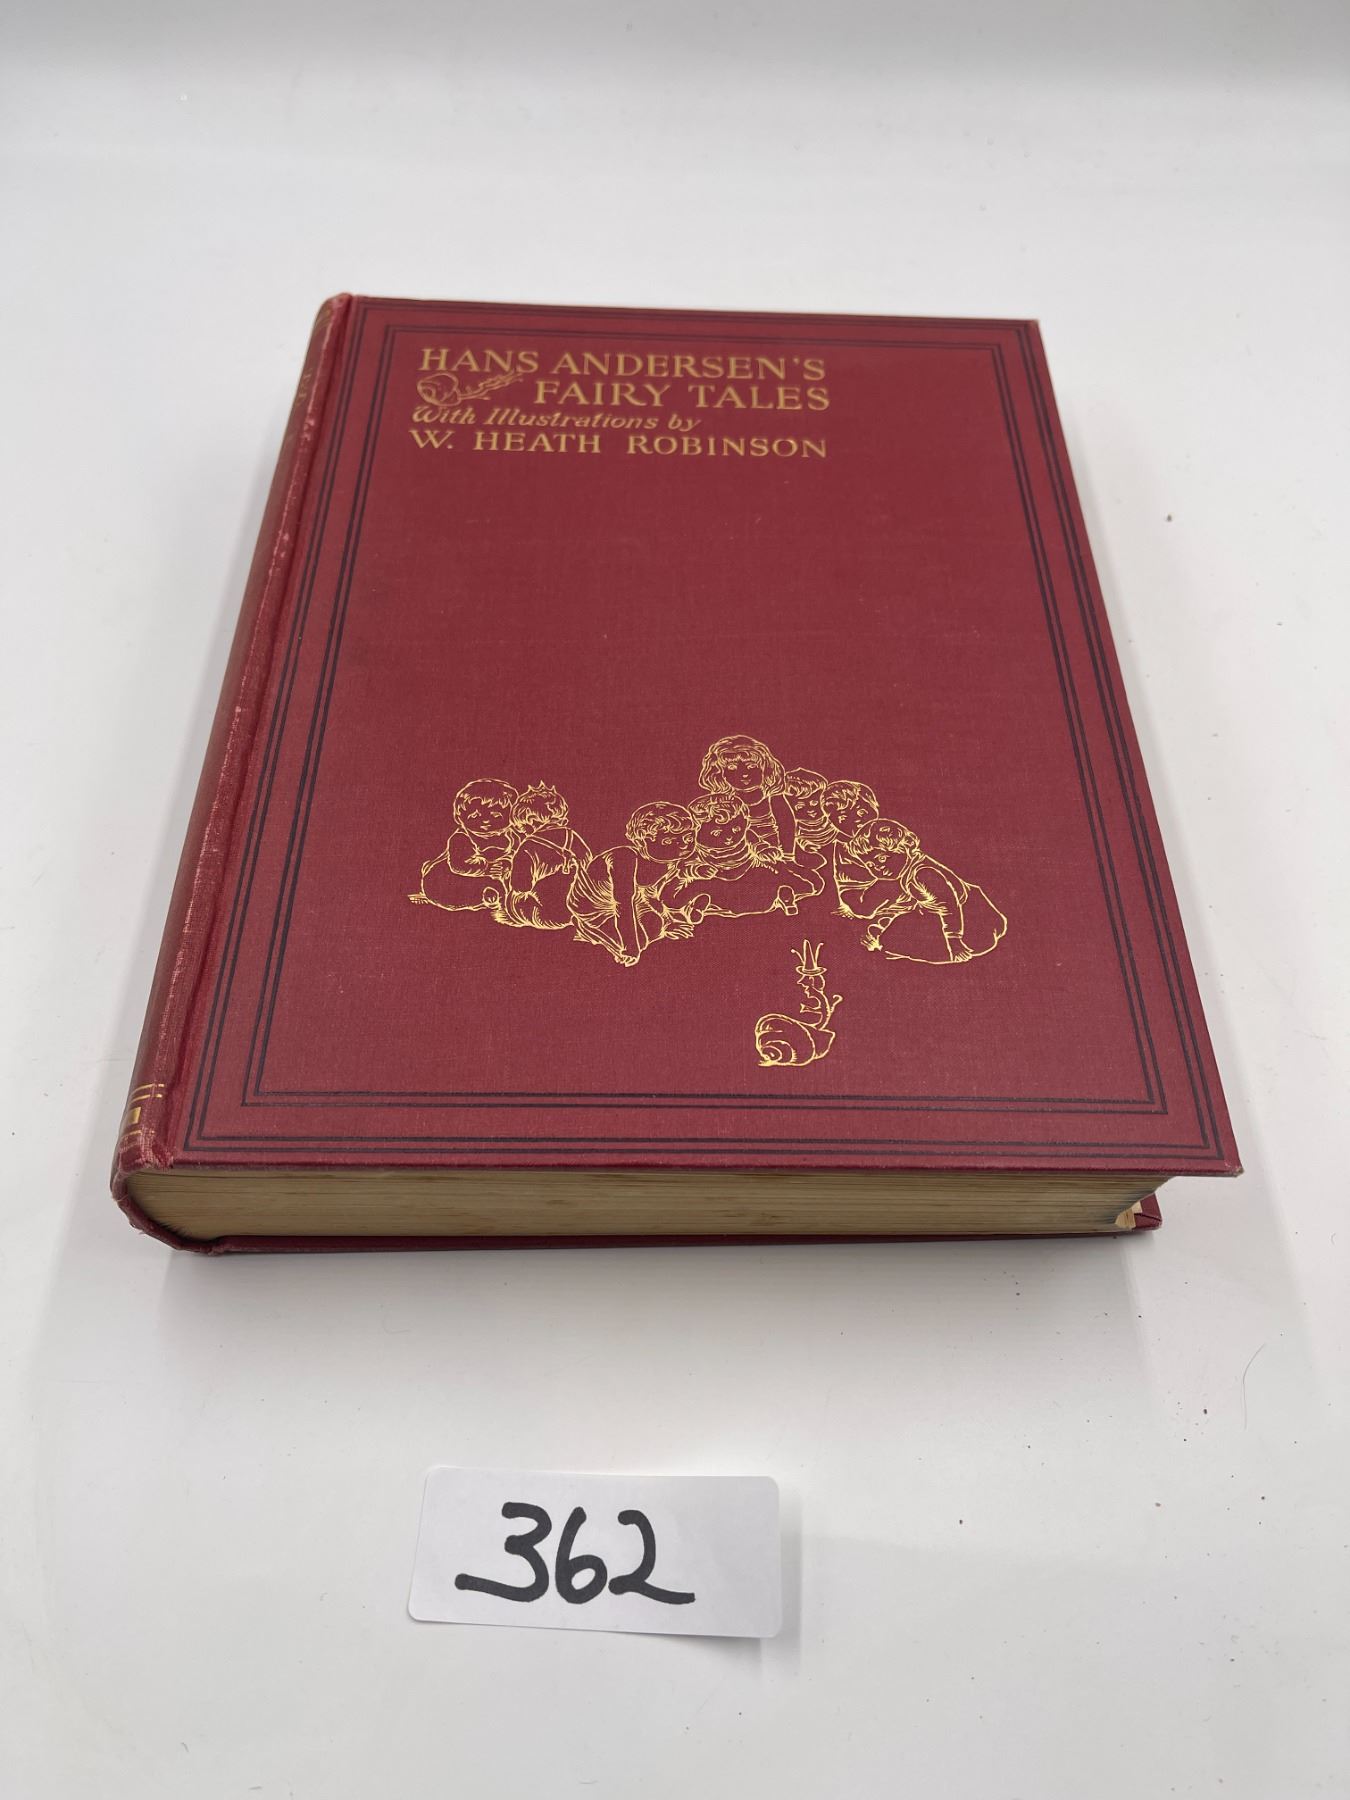 HANS ANDERSEN'S
FAIRY TALES
With Illustrations by
W. HEATH ROBINSON
362